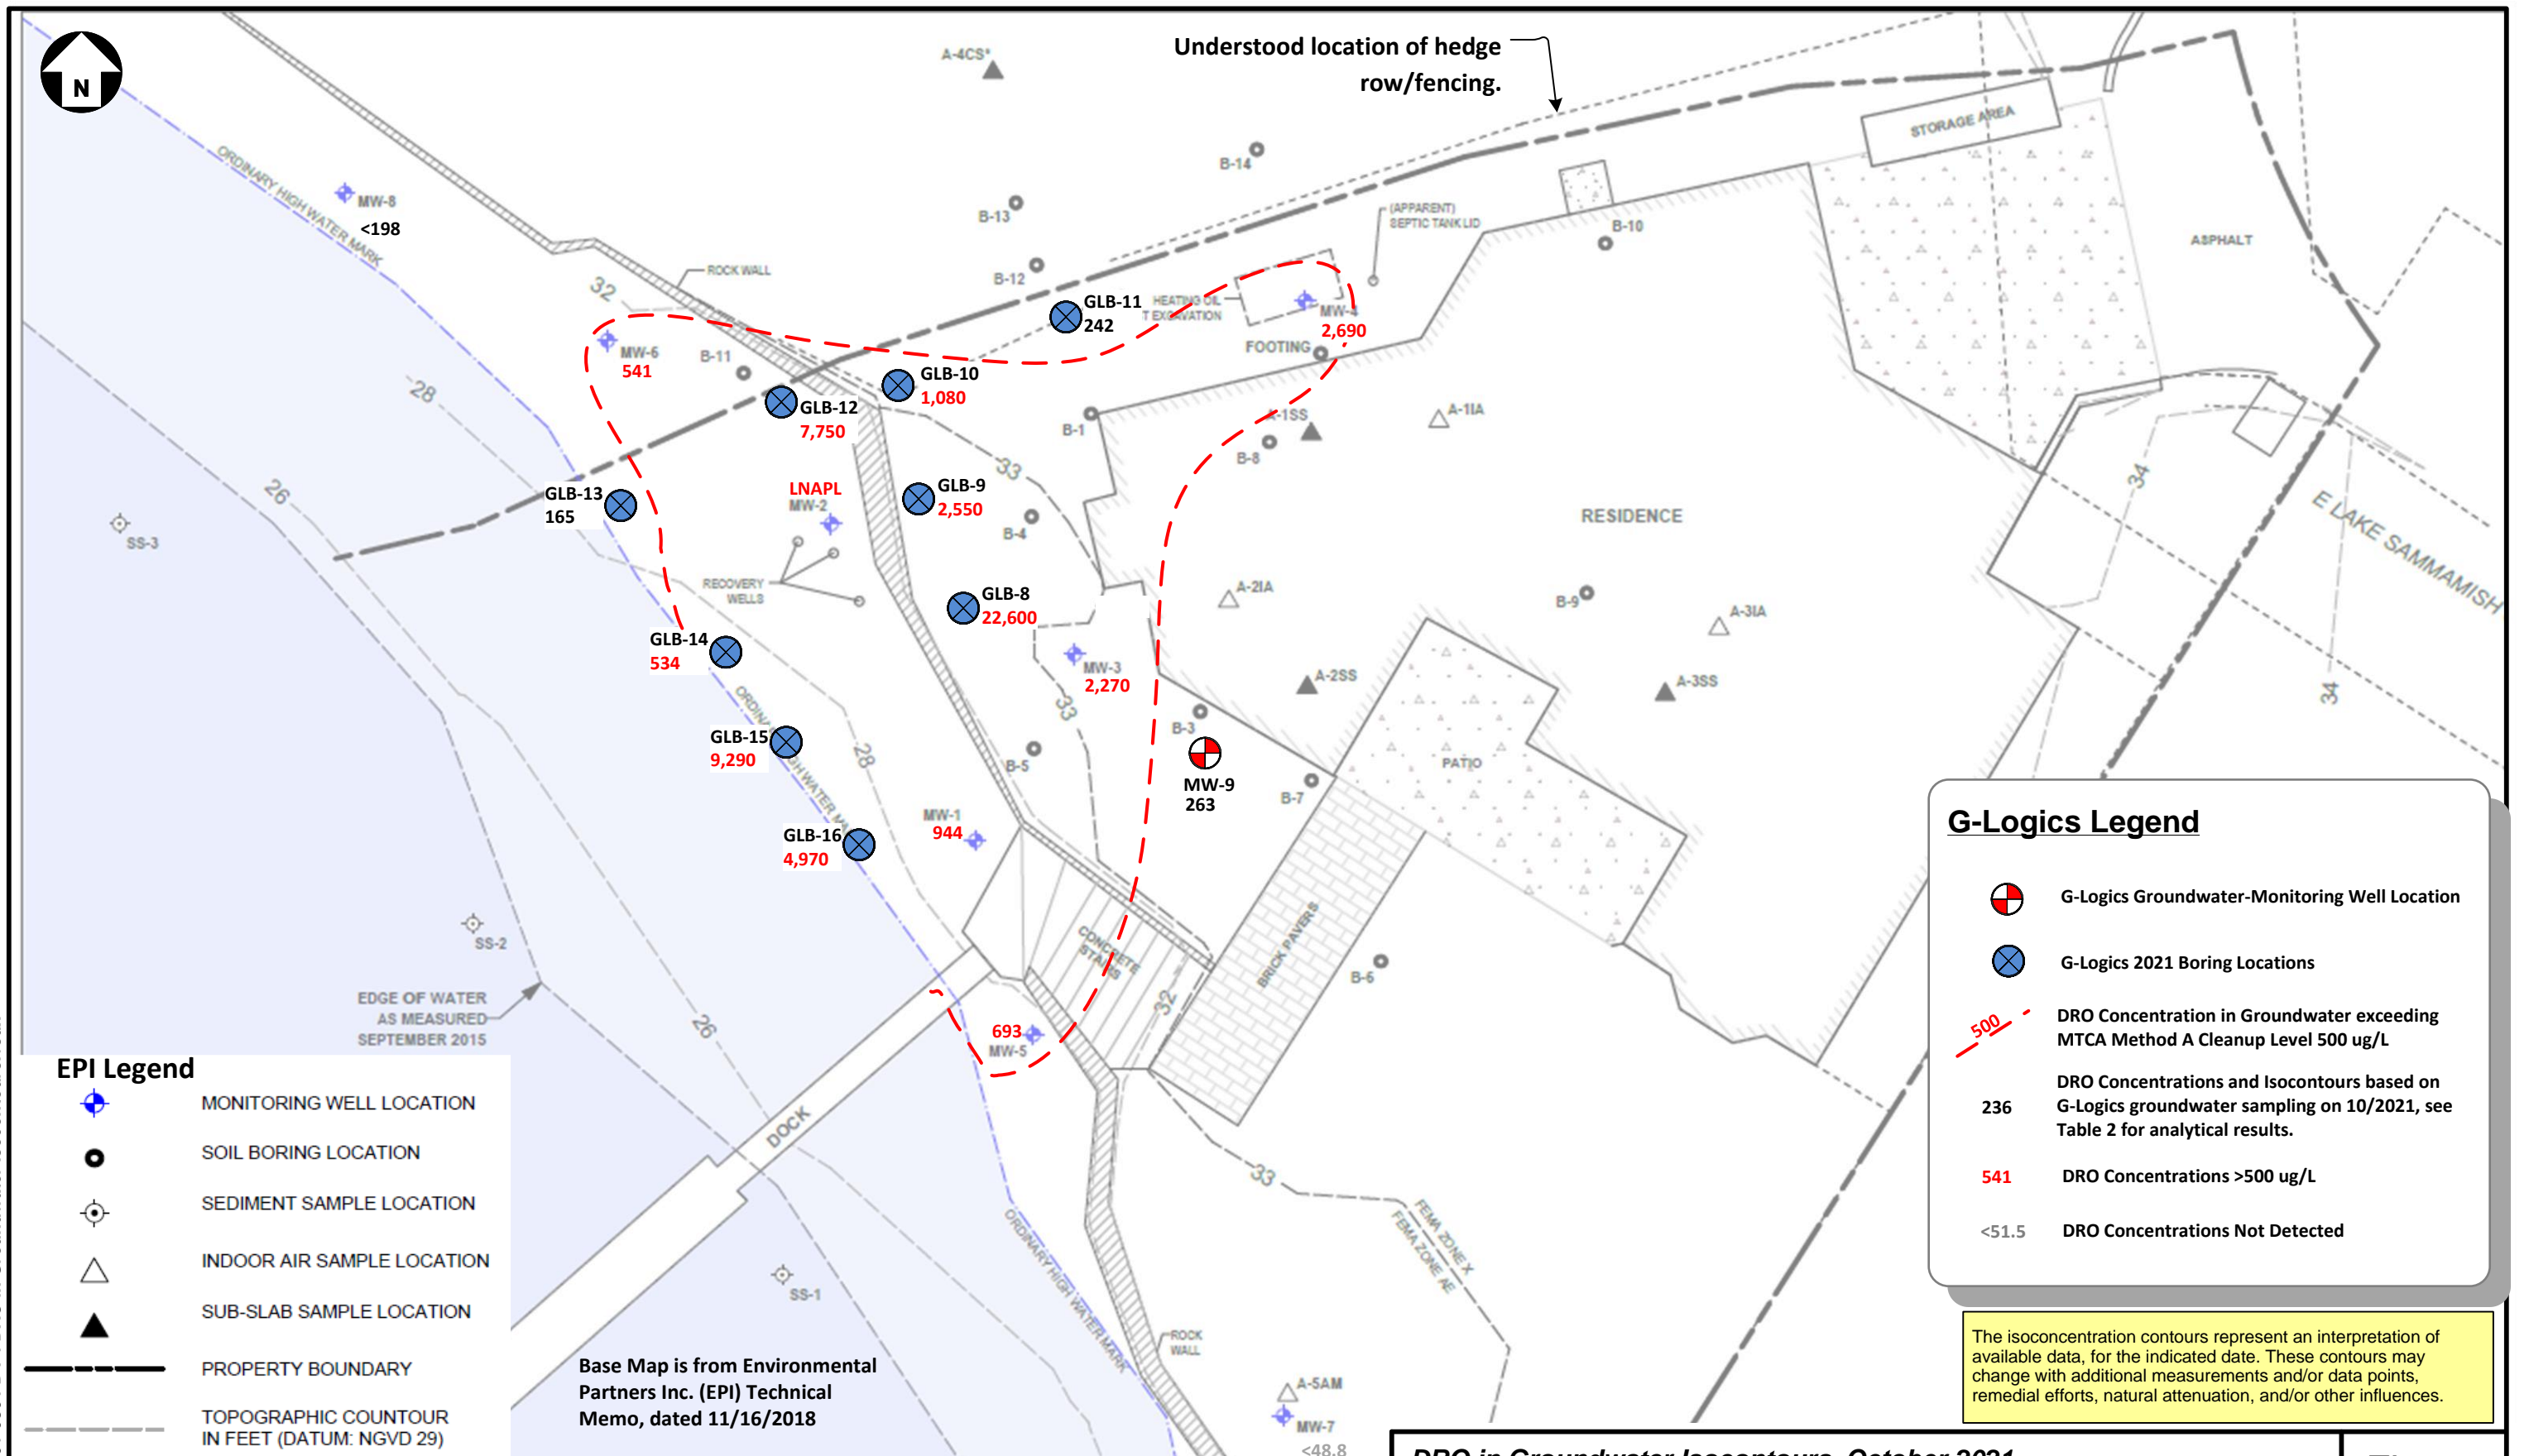 Understood location of hedge
row/fencing.
N
A-4CS*
B-14
B-13
B-12
B-10
STORAGE AREA
ASPHALT
(APPARENT)
SEPTIC TANK LID
ORDINARY HIGH WATER MARK
MW-8
<198
ROCK WALL
32
GLB-11
242
HEATING OIL
T EXCAVATION
MW-4
2,690
FOOTING
MW-6
541
B-11
28
GLB-10
1,080
GLB-12
7,750
B-1
A-1SS
A-1IA
B-8
33
34
E LAKE SAMMAMISH
26
SS-3
GLB-13
165
LNAPL
MW-2
GLB-9
2,550
B-4
RESIDENCE
RECOVERY
WELLS
GLB-8
22,600
A-2IA
B-9
A-3IA
GLB-14
534
MW-3
2,270
A-2SS
A-3SS
34
33
B-3
GLB-15
9,290
28
B-5
MW-9
263
B-7
PATIO
MW-1
944
GLB-16
4,970
SS-2
CONCRETE
STAIRS
BRICK PAVERS
B-6
32
EDGE OF WATER
AS MEASURED
SEPTEMBER 2015
26
693
MW-5
DOCK
33
FEMA ZONE X
FEMA ZONE AE
ORDINARY HIGH WATER MARK
SS-1
ROCK
WALL
A-5AM
MW-7
<48.8
EPI Legend
MONITORING WELL LOCATION
SOIL BORING LOCATION
SEDIMENT SAMPLE LOCATION
INDOOR AIR SAMPLE LOCATION
SUB-SLAB SAMPLE LOCATION
PROPERTY BOUNDARY
TOPOGRAPHIC COUNTOUR
IN FEET (DATUM: NGVD 29)
Base Map is from Environmental
Partners Inc. (EPI) Technical
Memo, dated 11/16/2018
G-Logics Legend
G-Logics Groundwater-Monitoring Well Location
G-Logics 2021 Boring Locations
500
DRO Concentration in Groundwater exceeding
MTCA Method A Cleanup Level 500 ug/L
236
DRO Concentrations and Isocontours based on
G-Logics groundwater sampling on 10/2021, see
Table 2 for analytical results.
541
DRO Concentrations >500 ug/L
<51.5
DRO Concentrations Not Detected
The isoconcentration contours represent an interpretation of
available data, for the indicated date. These contours may
change with additional measurements and/or data points,
remedial efforts, natural attenuation, and/or other influences.
DRO in Groundwater Isocontours, October 2021